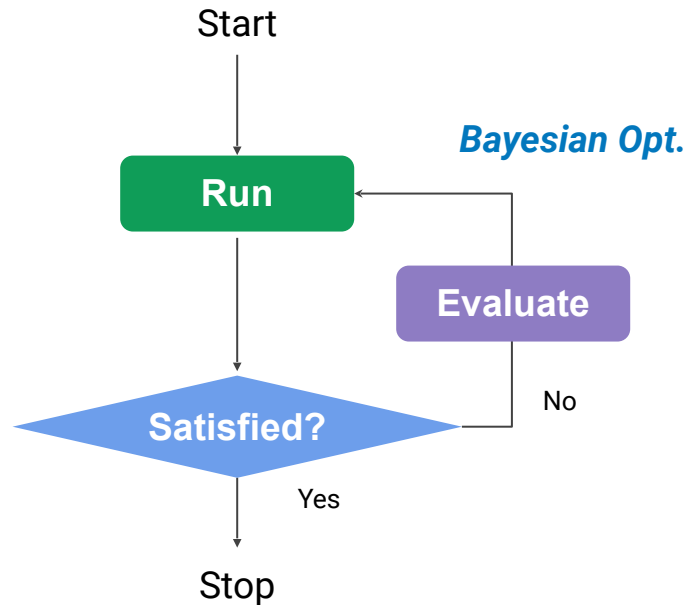 Start
Bayesian Opt.
Run
Evaluate
No
Satisfied?
Yes
Stop